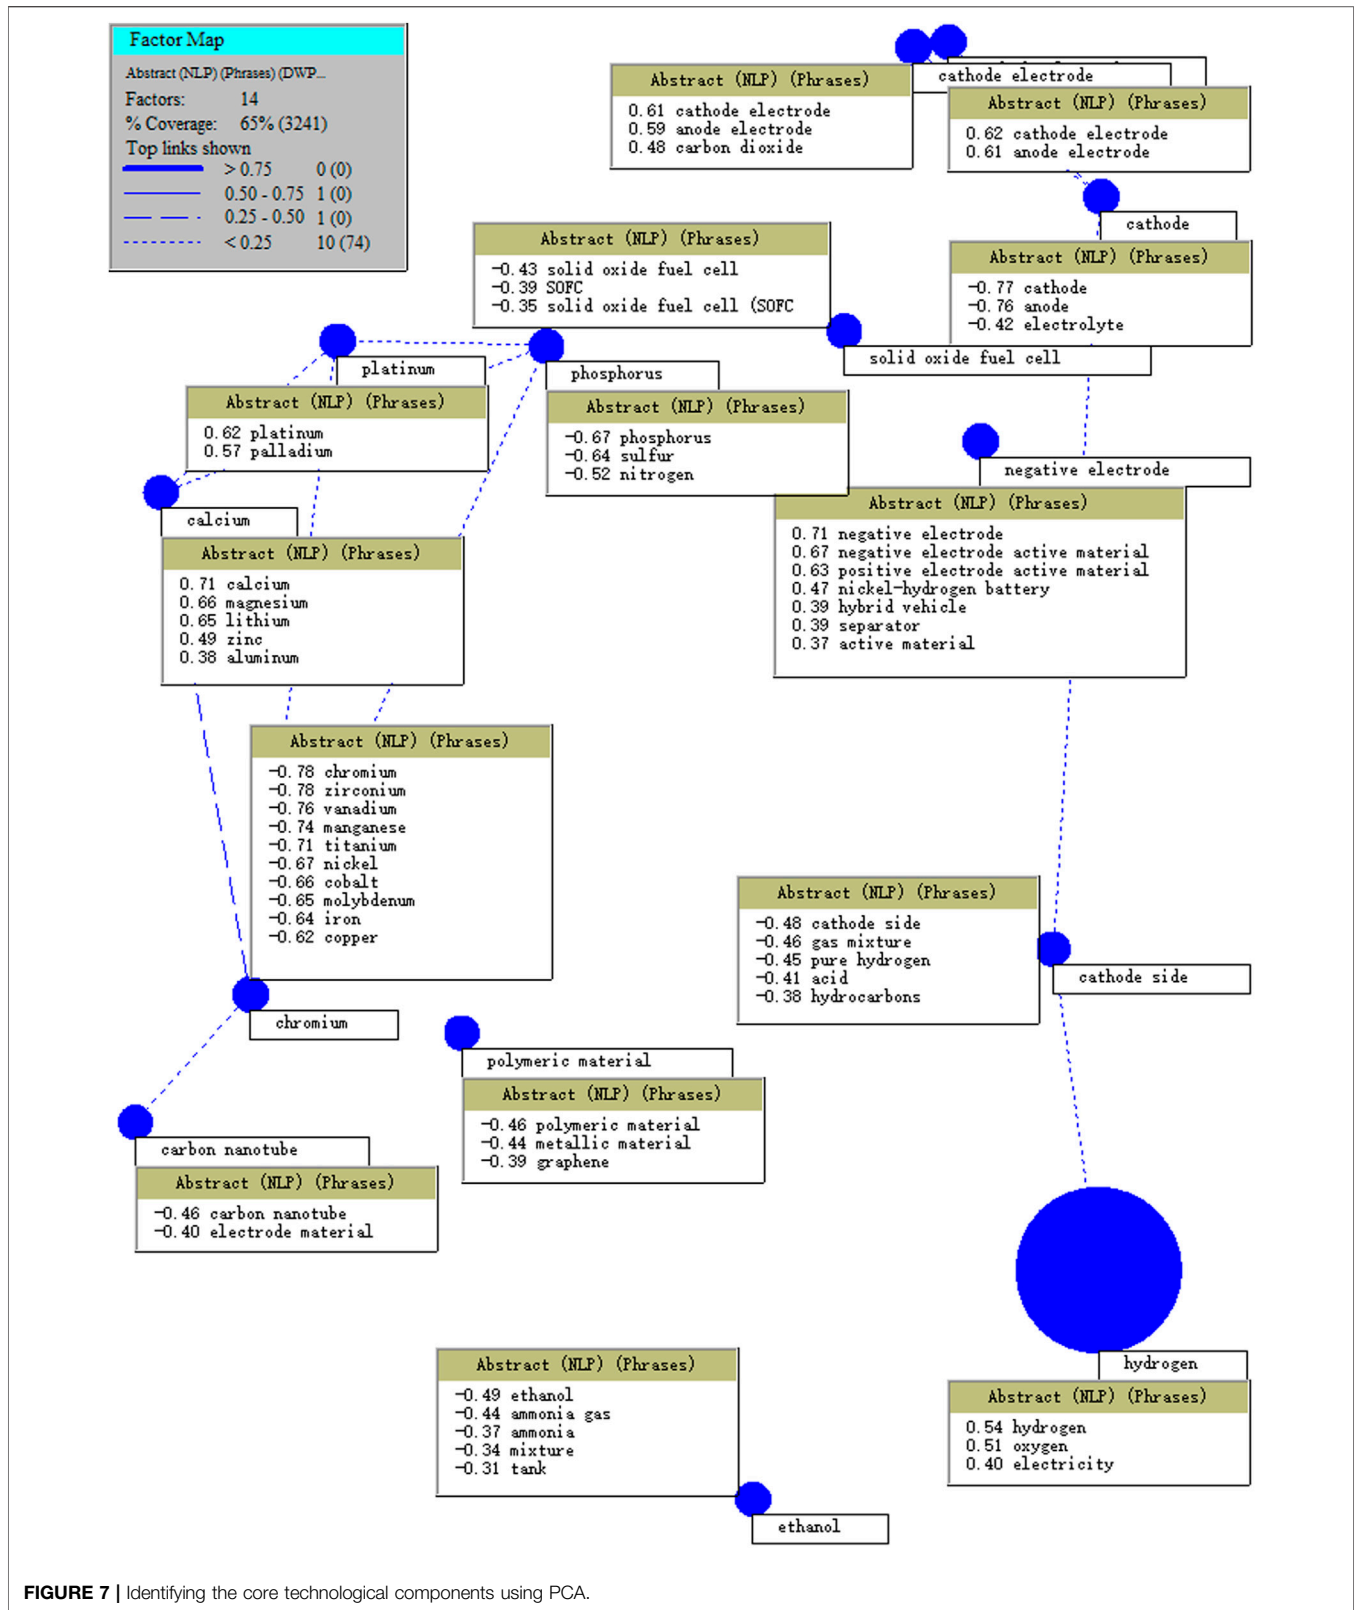 Factor Map
Abstract (NLP) (Phrases) (DWP...
Factors: 14
% Coverage: 65% (3241)
Top links shown
> 0.75 0 (0)
0.50 - 0.75 1 (0)
0.25 - 0.50 1 (0)
< 0.25 10 (74)
cathode electrode
Abstract (NLP) (Phrases)
0.61 cathode electrode
0.59 anode electrode
0.48 carbon dioxide
Abstract (NLP) (Phrases)
0.62 cathode electrode
0.61 anode electrode
cathode
Abstract (NLP) (Phrases)
-0.77 cathode
-0.76 anode
-0.42 electrolyte
Abstract (NLP) (Phrases)
-0.43 solid oxide fuel cell
-0.39 SOFC
-0.35 solid oxide fuel cell (SOFC
solid oxide fuel cell
platinum
Abstract (NLP) (Phrases)
0.62 platinum
0.57 palladium
phosphorus
Abstract (NLP) (Phrases)
-0.67 phosphorus
-0.64 sulfur
-0.52 nitrogen
negative electrode
Abstract (NLP) (Phrases)
0.71 negative electrode
0.67 negative electrode active material
0.63 positive electrode active material
0.47 nickel-hydrogen battery
0.39 hybrid vehicle
0.39 separator
0.37 active material
calcium
Abstract (NLP) (Phrases)
0.71 calcium
0.66 magnesium
0.65 lithium
0.49 zinc
0.38 aluminum
Abstract (NLP) (Phrases)
-0.78 chromium
-0.78 zirconium
-0.76 vanadium
-0.74 manganese
-0.71 titanium
-0.67 nickel
-0.66 cobalt
-0.65 molybdenum
-0.64 iron
-0.62 copper
chromium
Abstract (NLP) (Phrases)
-0.48 cathode side
-0.46 gas mixture
-0.45 pure hydrogen
-0.41 acid
-0.38 hydrocarbons
cathode side
polymeric material
Abstract (NLP) (Phrases)
-0.46 polymeric material
-0.44 metallic material
-0.39 graphene
carbon nanotube
Abstract (NLP) (Phrases)
-0.46 carbon nanotube
-0.40 electrode material
Abstract (NLP) (Phrases)
-0.49 ethanol
-0.44 ammonia gas
-0.37 ammonia
-0.34 mixture
-0.31 tank
ethanol
hydrogen
Abstract (NLP) (Phrases)
0.54 hydrogen
0.51 oxygen
0.40 electricity
FIGURE 7 | Identifying the core technological components using PCA.